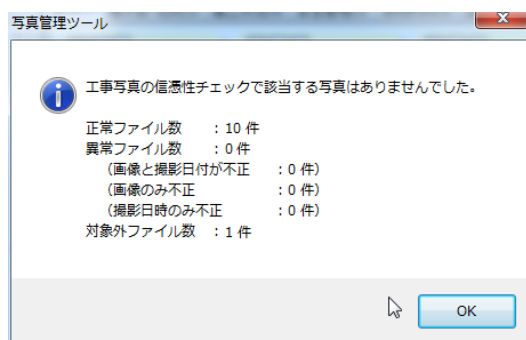 写真管理ツール
工事写真の信憑性チェックで該当する写真はありませんでした。
正常ファイル数 : 10 件
異常ファイル数 : 0 件
(画像と撮影日付が不正 : 0 件)
(画像のみ不正 : 0 件)
(撮影日時のみ不正 : 0 件)
対象外ファイル数 : 1 件
OK